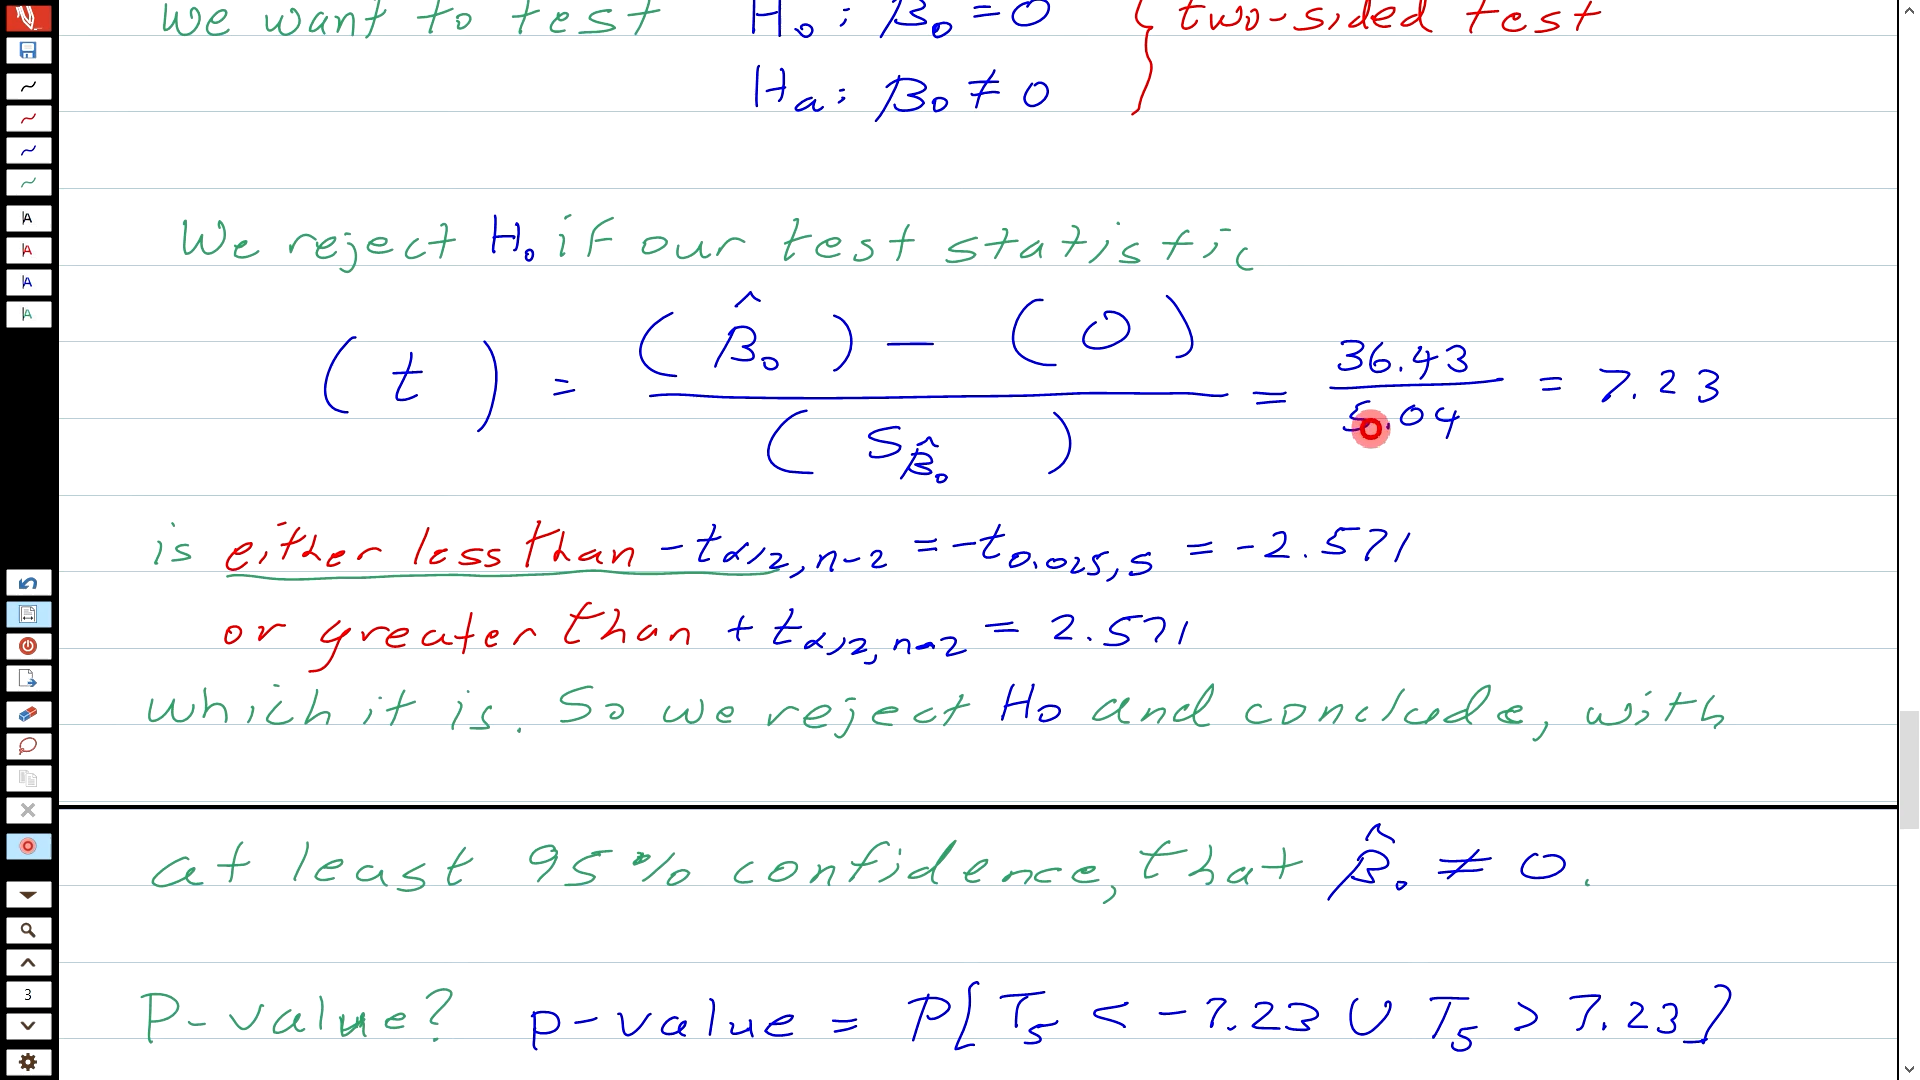 We want to test H₀ : β₀ = 0 } two-sided test
Hₐ : β₀ ≠ 0
We reject H₀ if our test statistic
(t) = ((β̂₀) − (0)) / (S_β̂₀) = 36.43 / 5.04 = 7.23
is either less than −t_α/2, n−2 = −t_0.025, 5 = −2.571
or greater than + t_α/2, n−2 = 2.571
which it is. So we reject H₀ and conclude, with
at least 95% confidence, that β̂₀ ≠ 0.
P-value? p-value = P[T₅ < −7.23 ∪ T₅ > 7.23]
A
A
A
A
3